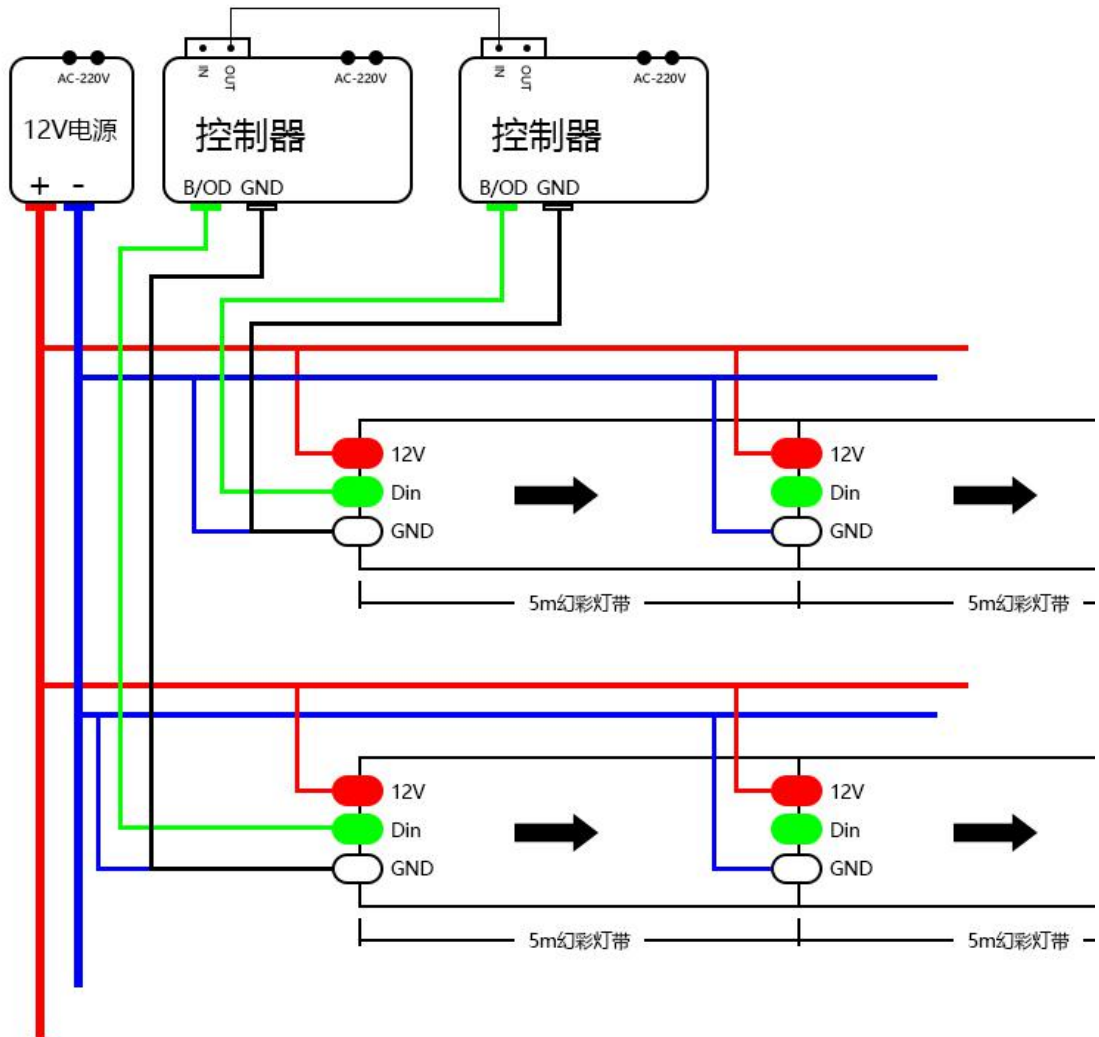 IN
OUT
IN
OUT
AC-220V
AC-220V
AC-220V
12V电源
控制器
控制器
+ -
B/OD GND
B/OD GND
12V
12V
Din
Din
GND
GND
5m幻彩灯带
5m幻彩灯带
12V
12V
Din
Din
GND
GND
5m幻彩灯带
5m幻彩灯带